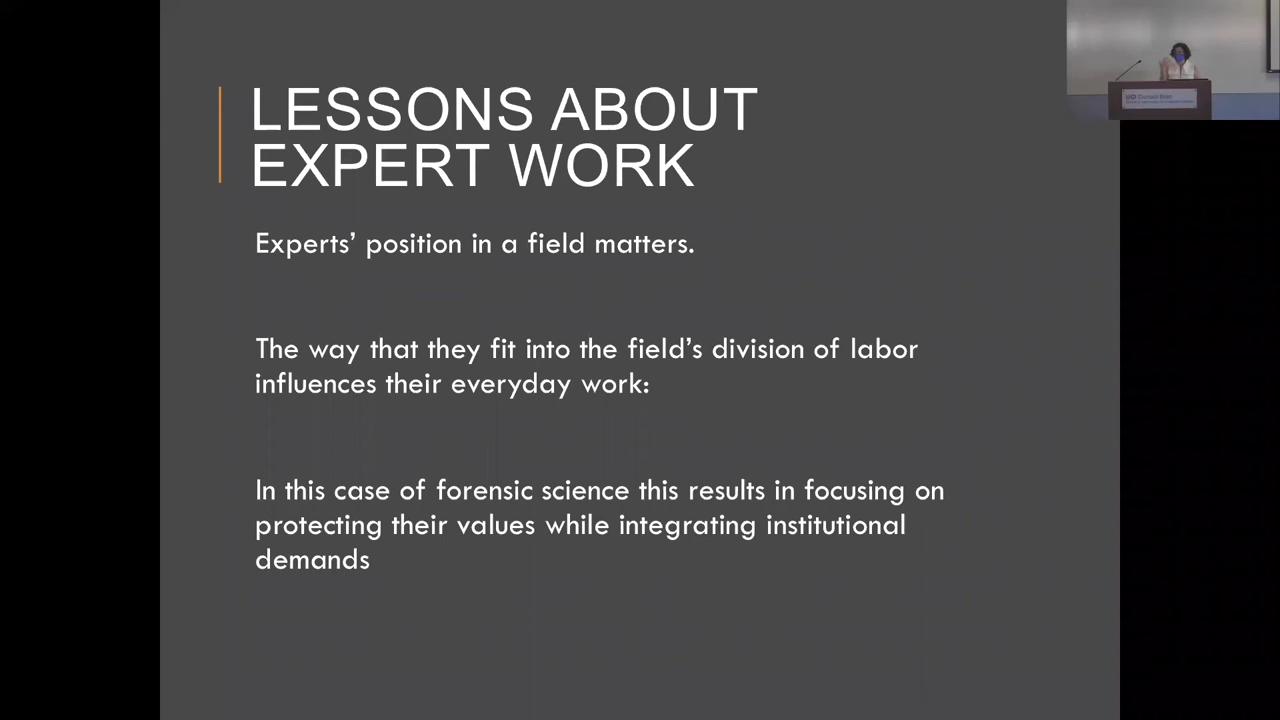 LESSONS ABOUT
EXPERT WORK
Experts’ position in a field matters.
The way that they fit into the field’s division of labor
influences their everyday work:
In this case of forensic science this results in focusing on
protecting their values while integrating institutional
demands